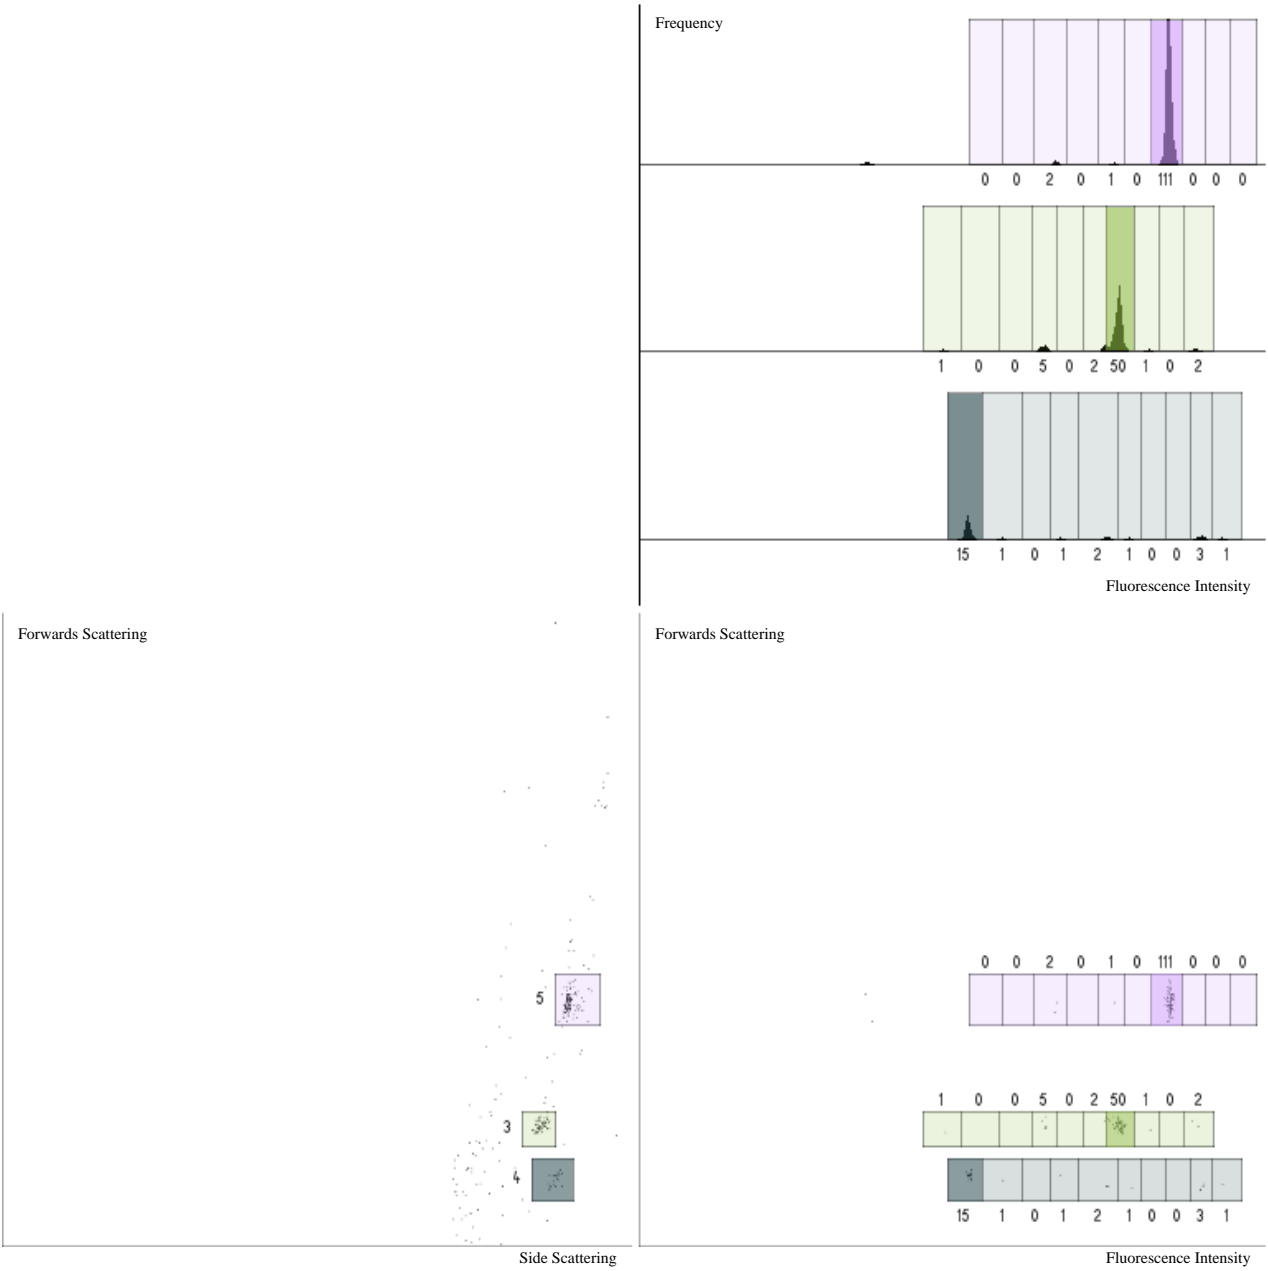 Frequency
0 0 2 0 1 0 111 0 0 0
1 0 0 5 0 2 50 1 0 2
15 1 0 1 2 1 0 0 3 1
Fluorescence Intensity
Forwards Scattering
5
3
4
Side Scattering
Forwards Scattering
0 0 2 0 1 0 111 0 0 0
1 0 0 5 0 2 50 1 0 2
15 1 0 1 2 1 0 0 3 1
Fluorescence Intensity